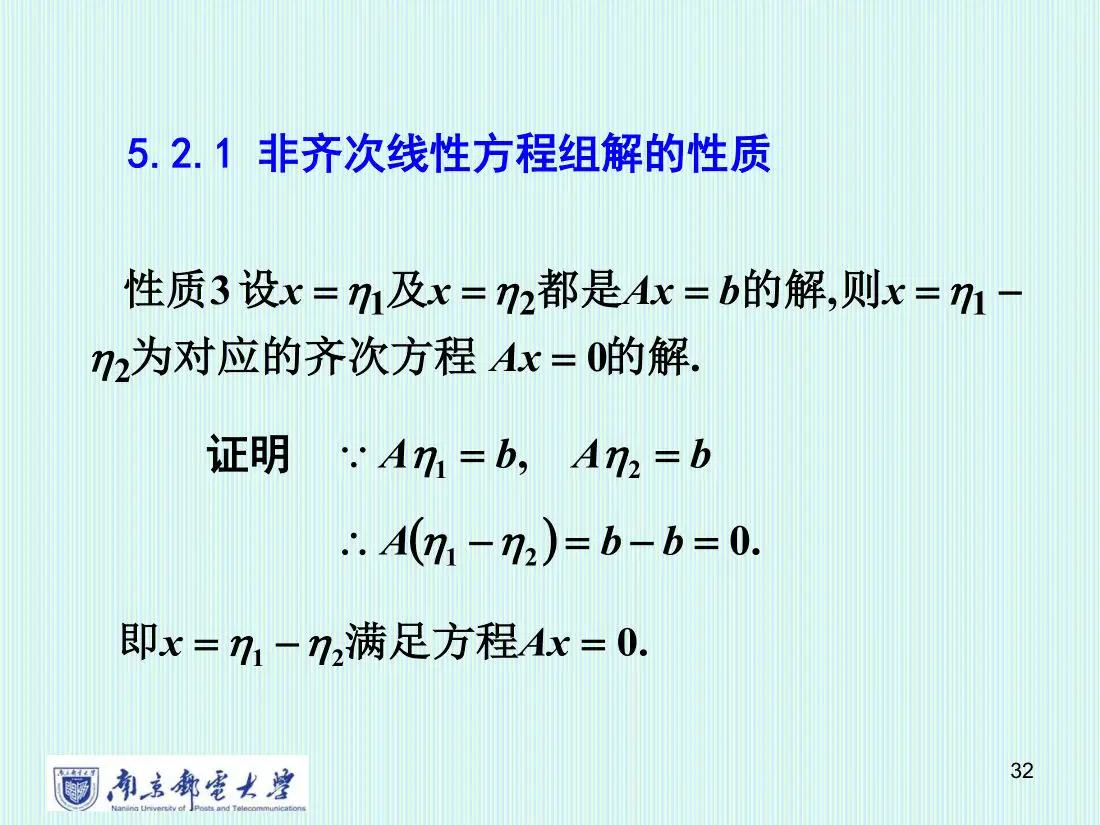 5.2.1 非齐次线性方程组解的性质
性质3 设x = η1及x = η2都是Ax = b的解,则x = η1 −
η2为对应的齐次方程 Ax = 0的解.
证明 ∵ Aη1 = b, Aη2 = b
∴ A(η1 − η2) = b − b = 0.
即x = η1 − η2满足方程Ax = 0.
南京郵電大学
Nanjing University of Posts and Telecommunications
32